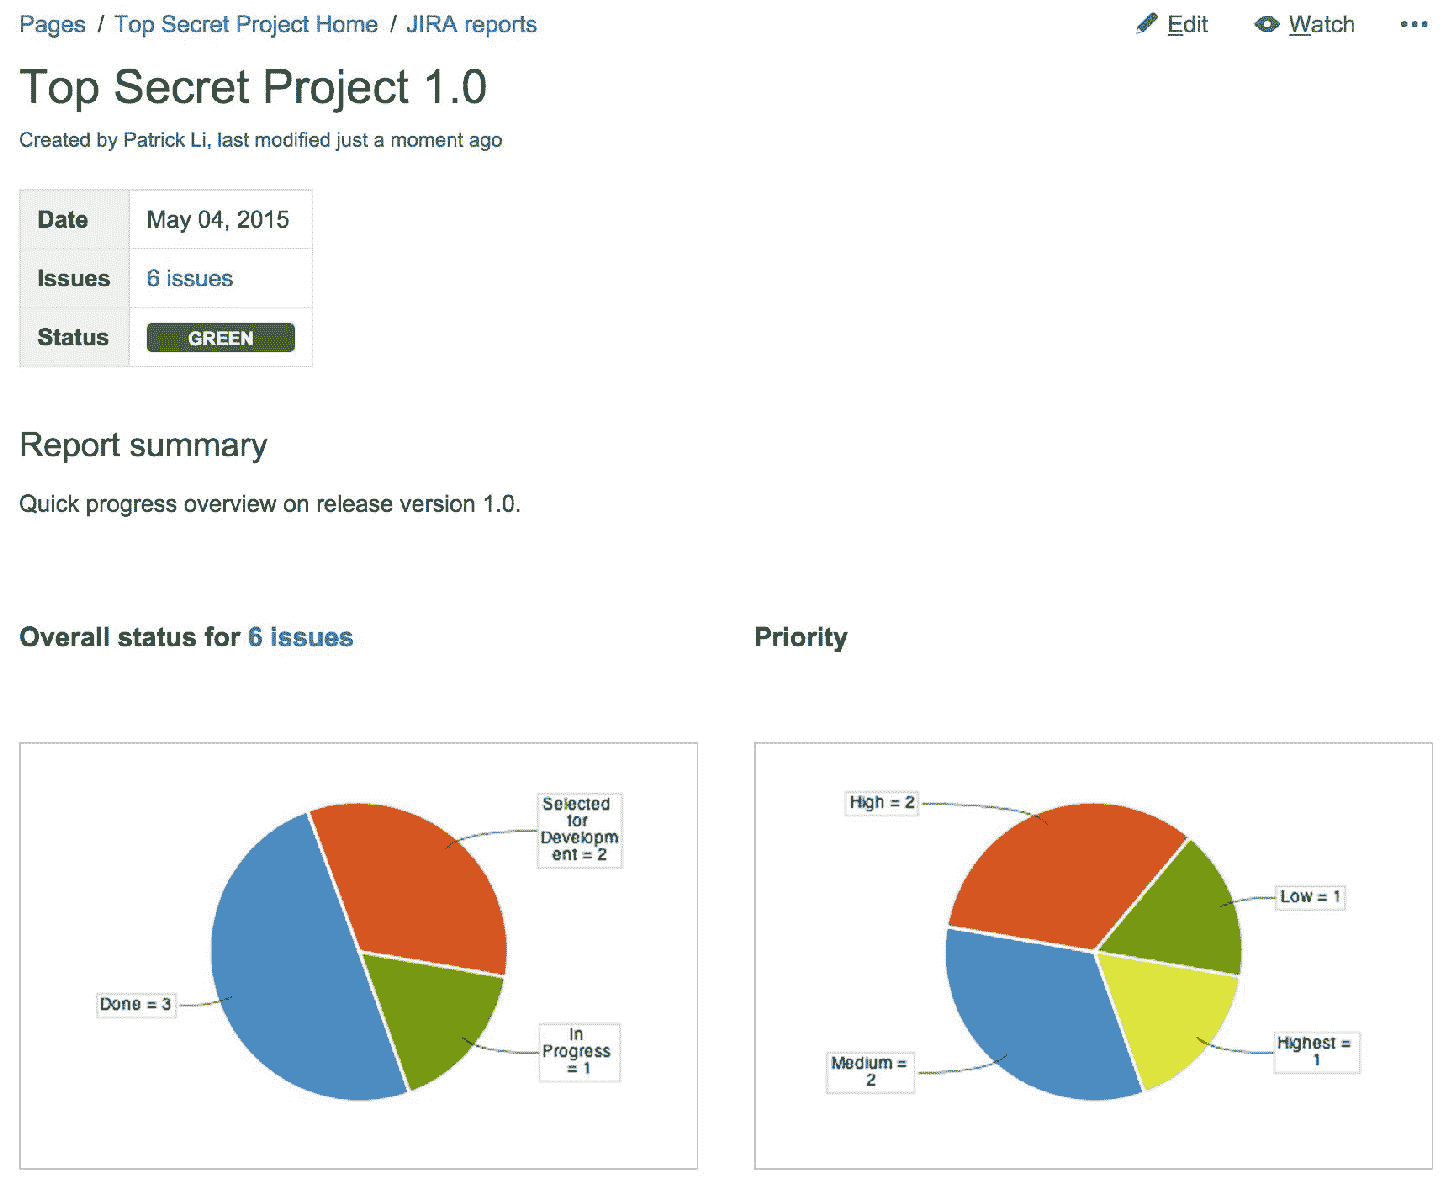 Pages / Top Secret Project Home / JIRA reports
Edit Watch
Top Secret Project 1.0
Created by Patrick Li, last modified just a moment ago
Date May 04, 2015
Issues 6 issues
Status GREEN
Report summary
Quick progress overview on release version 1.0.
Overall status for 6 issues
Selected
for
Developm
ent = 2
Done = 3
In
Progress
= 1
Priority
High = 2
Low = 1
Medium =
2
Highest =
1